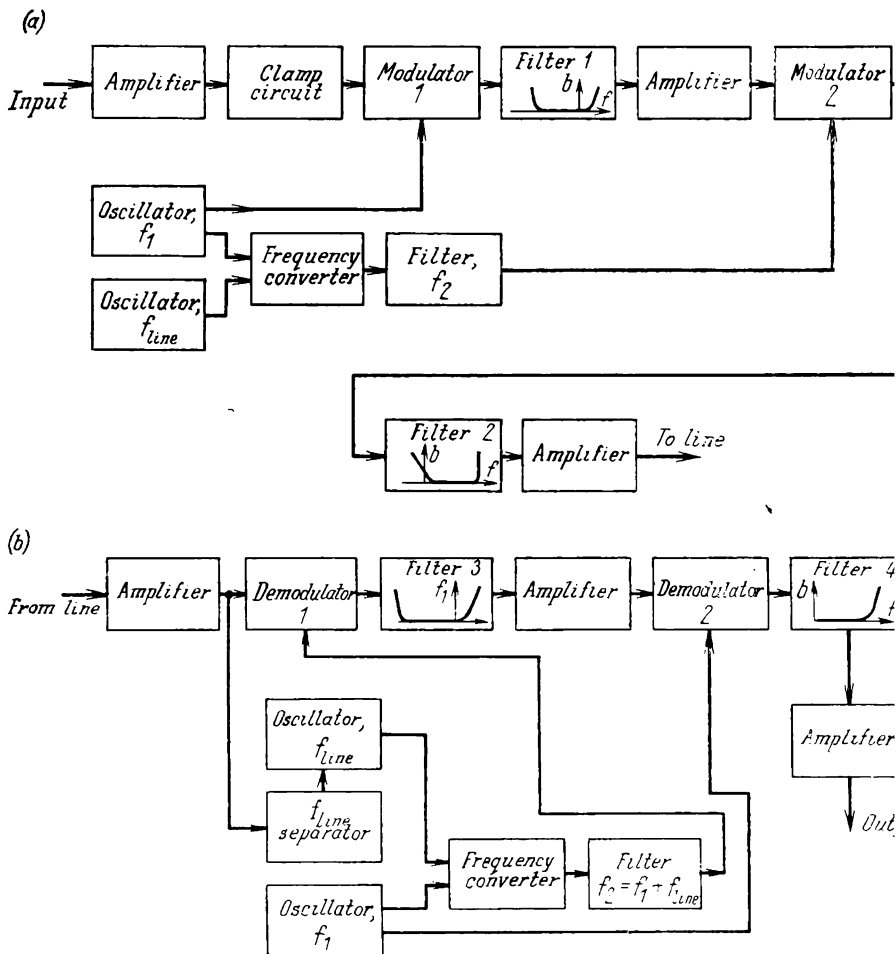 (a)
Input
Amplifier
Clamp
circuit
Modulator
1
Filter 1
b
f
Amplifier
Modulator
2
Oscillator,
f1
Oscillator,
fline
Frequency
converter
Filter,
f2
Filter 2
b
f
Amplifier
To line
(b)
From line
Amplifier
Demodulator
1
Filter 3
f1
Amplifier
Demodulator
2
Filter 4
b
f
Amplifier
Oscillator,
fline
fline
separator
Oscillator,
f1
Frequency
converter
Filter
f2 = f1 + fline